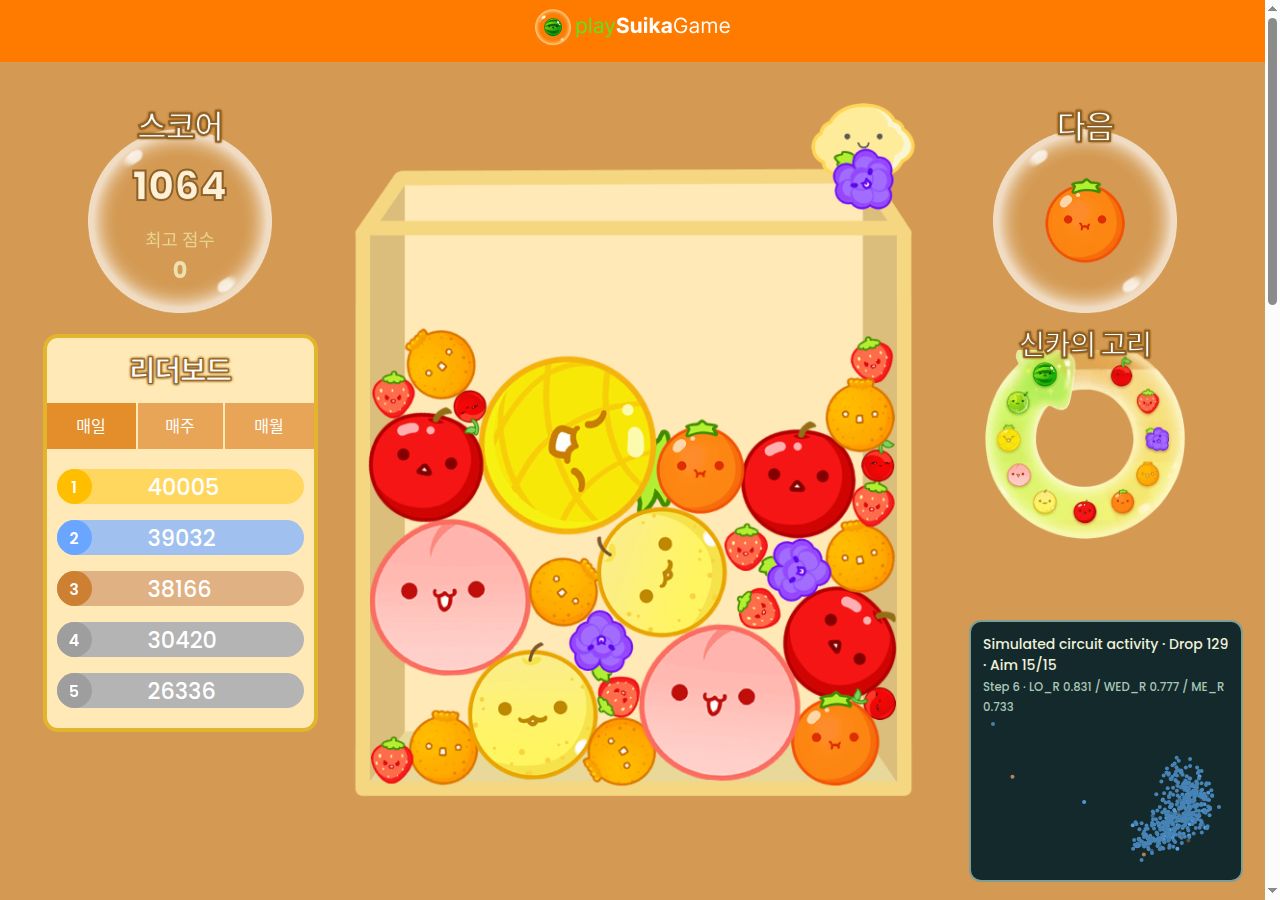 playSuikaGame
스코어
1064
최고 점수
0
다음
신카의 고리
리더보드
매일 매주 매월
1 40005
2 39032
3 38166
4 30420
5 26336
Simulated circuit activity · Drop 129
· Aim 15/15
Step 6 · LO_R 0.831 / WED_R 0.777 / ME_R
0.733